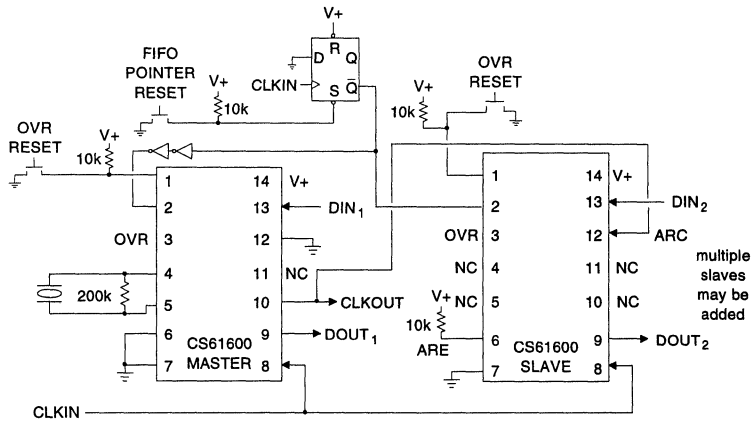 V+
R
D Q
CLKIN
S Q̅
FIFO
POINTER
RESET
V+
10k
OVR
RESET
V+
10k
OVR
RESET
V+
10k
1 14 V+
2 13 DIN1
OVR 3 12
4 11 NC
200k
5 10 CLKOUT
6 9 DOUT1
7 8
CS61600
MASTER
1 14 V+
2 13 DIN2
OVR 3 12 ARC
NC 4 11 NC
V+
NC 5 10 NC
10k
6 9 DOUT2
ARE
7 8
CS61600
SLAVE
multiple
slaves
may be
added
CLKIN